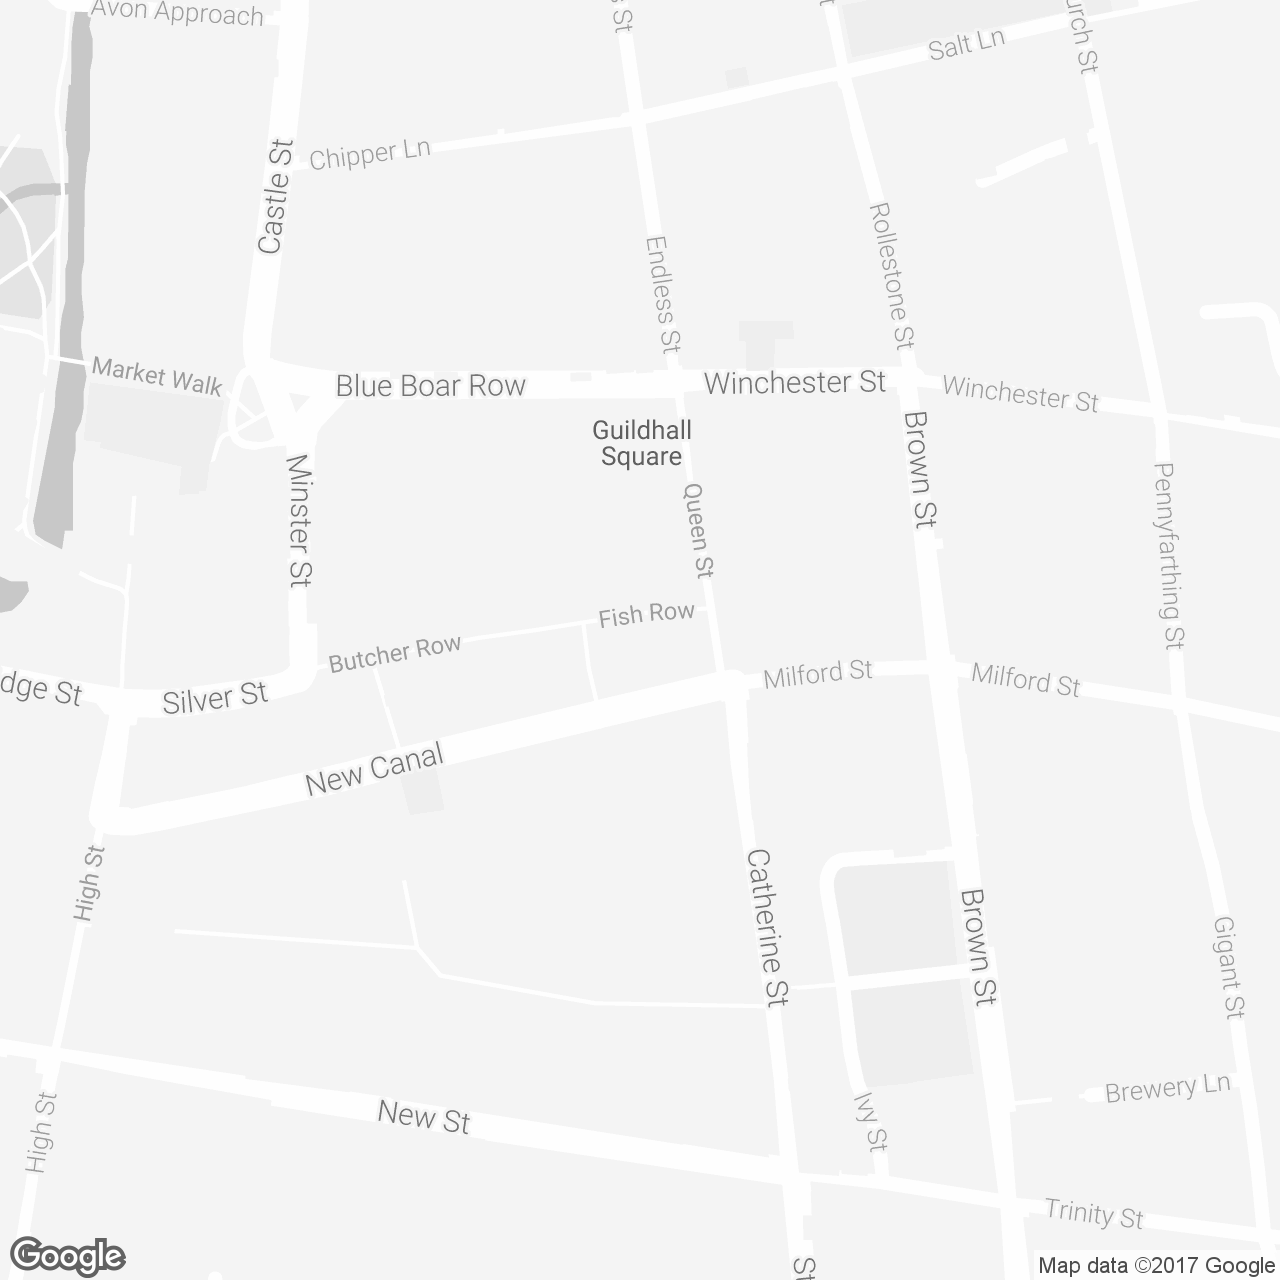 Avon Approach
Salt Ln
Chipper Ln
Castle St
Endless St
Rollestone St
Market Walk
Blue Boar Row
Winchester St
Winchester St
Guildhall
Square
Brown St
Minster St
Queen St
Pennyfarthing St
Fish Row
Butcher Row
Milford St
Milford St
Silver St
New Canal
High St
Catherine St
Brown St
Gigant St
Brewery Ln
High St
New St
Ivy St
Trinity St
St
Google
Map data ©2017 Google